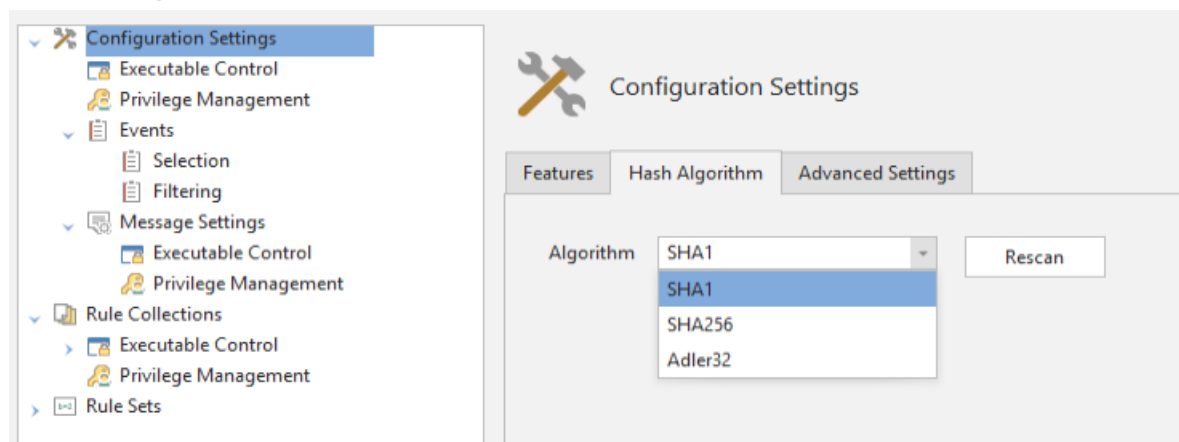 Configuration Settings
Executable Control
Privilege Management
Events
Selection
Filtering
Message Settings
Executable Control
Privilege Management
Rule Collections
Executable Control
Privilege Management
Rule Sets
Configuration Settings
Features Hash Algorithm Advanced Settings
Algorithm SHA1 Rescan
SHA1
SHA256
Adler32